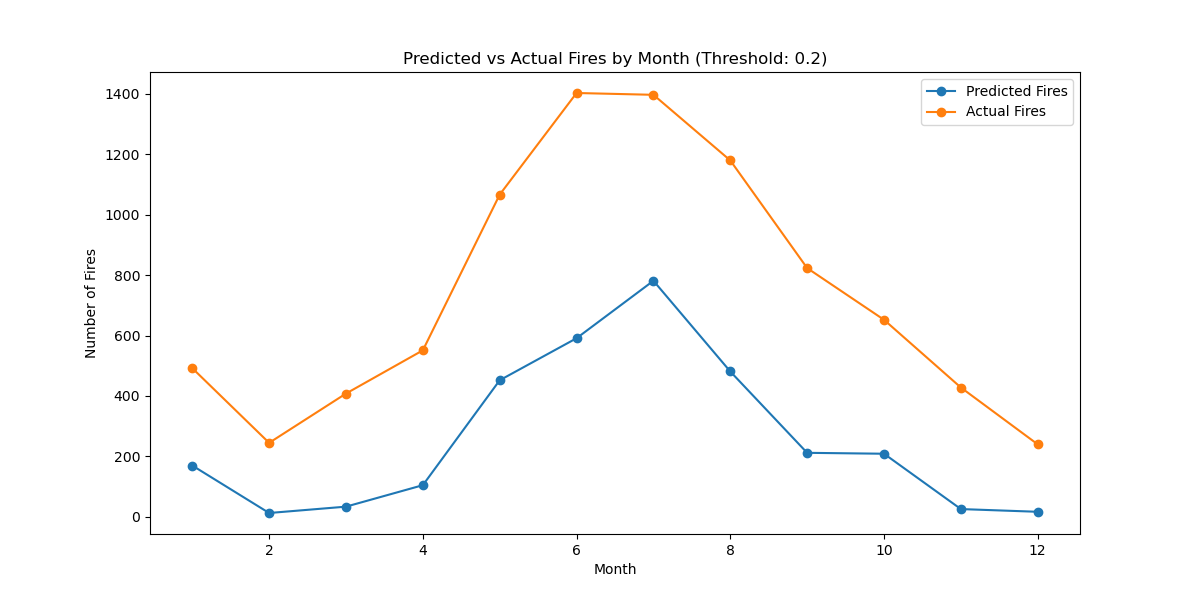 Predicted vs Actual Fires by Month (Threshold: 0.2)
Predicted Fires
Actual Fires
Number of Fires
1400
1200
1000
800
600
400
200
0
2 4 6 8 10 12
Month